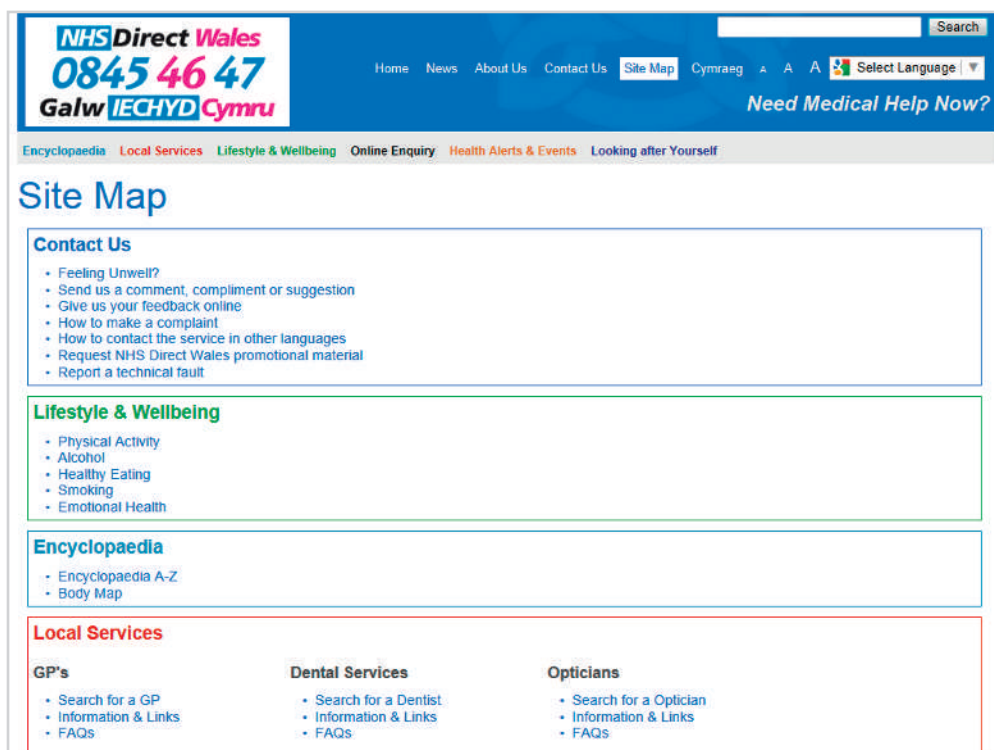 NHS Direct Wales
0845 46 47
Galw IECHYD Cymru
Search
Home News About Us Contact Us Site Map Cymraeg A A A Select Language ▼
Need Medical Help Now?
Encyclopaedia Local Services Lifestyle & Wellbeing Online Enquiry Health Alerts & Events Looking after Yourself
Site Map
Contact Us
• Feeling Unwell?
• Send us a comment, compliment or suggestion
• Give us your feedback online
• How to make a complaint
• How to contact the service in other languages
• Request NHS Direct Wales promotional material
• Report a technical fault
Lifestyle & Wellbeing
• Physical Activity
• Alcohol
• Healthy Eating
• Smoking
• Emotional Health
Encyclopaedia
• Encyclopaedia A-Z
• Body Map
Local Services
GP's
• Search for a GP
• Information & Links
• FAQs
Dental Services
• Search for a Dentist
• Information & Links
• FAQs
Opticians
• Search for a Optician
• Information & Links
• FAQs